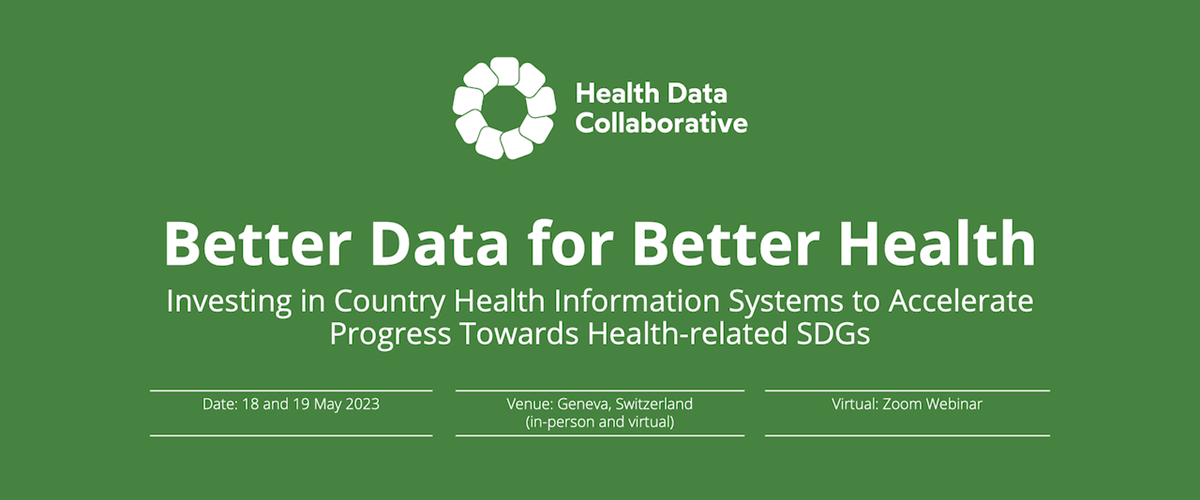 Health Data
Collaborative
Better Data for Better Health
Investing in Country Health Information Systems to Accelerate
Progress Towards Health-related SDGs
Date: 18 and 19 May 2023
Venue: Geneva, Switzerland
(in-person and virtual)
Virtual: Zoom Webinar